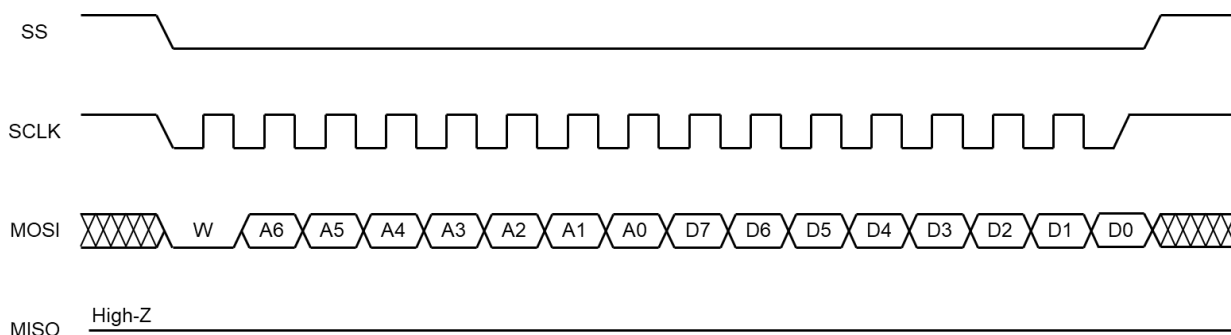 SS
SCLK
MOSI W A6 A5 A4 A3 A2 A1 A0 D7 D6 D5 D4 D3 D2 D1 D0
High-Z
MISO